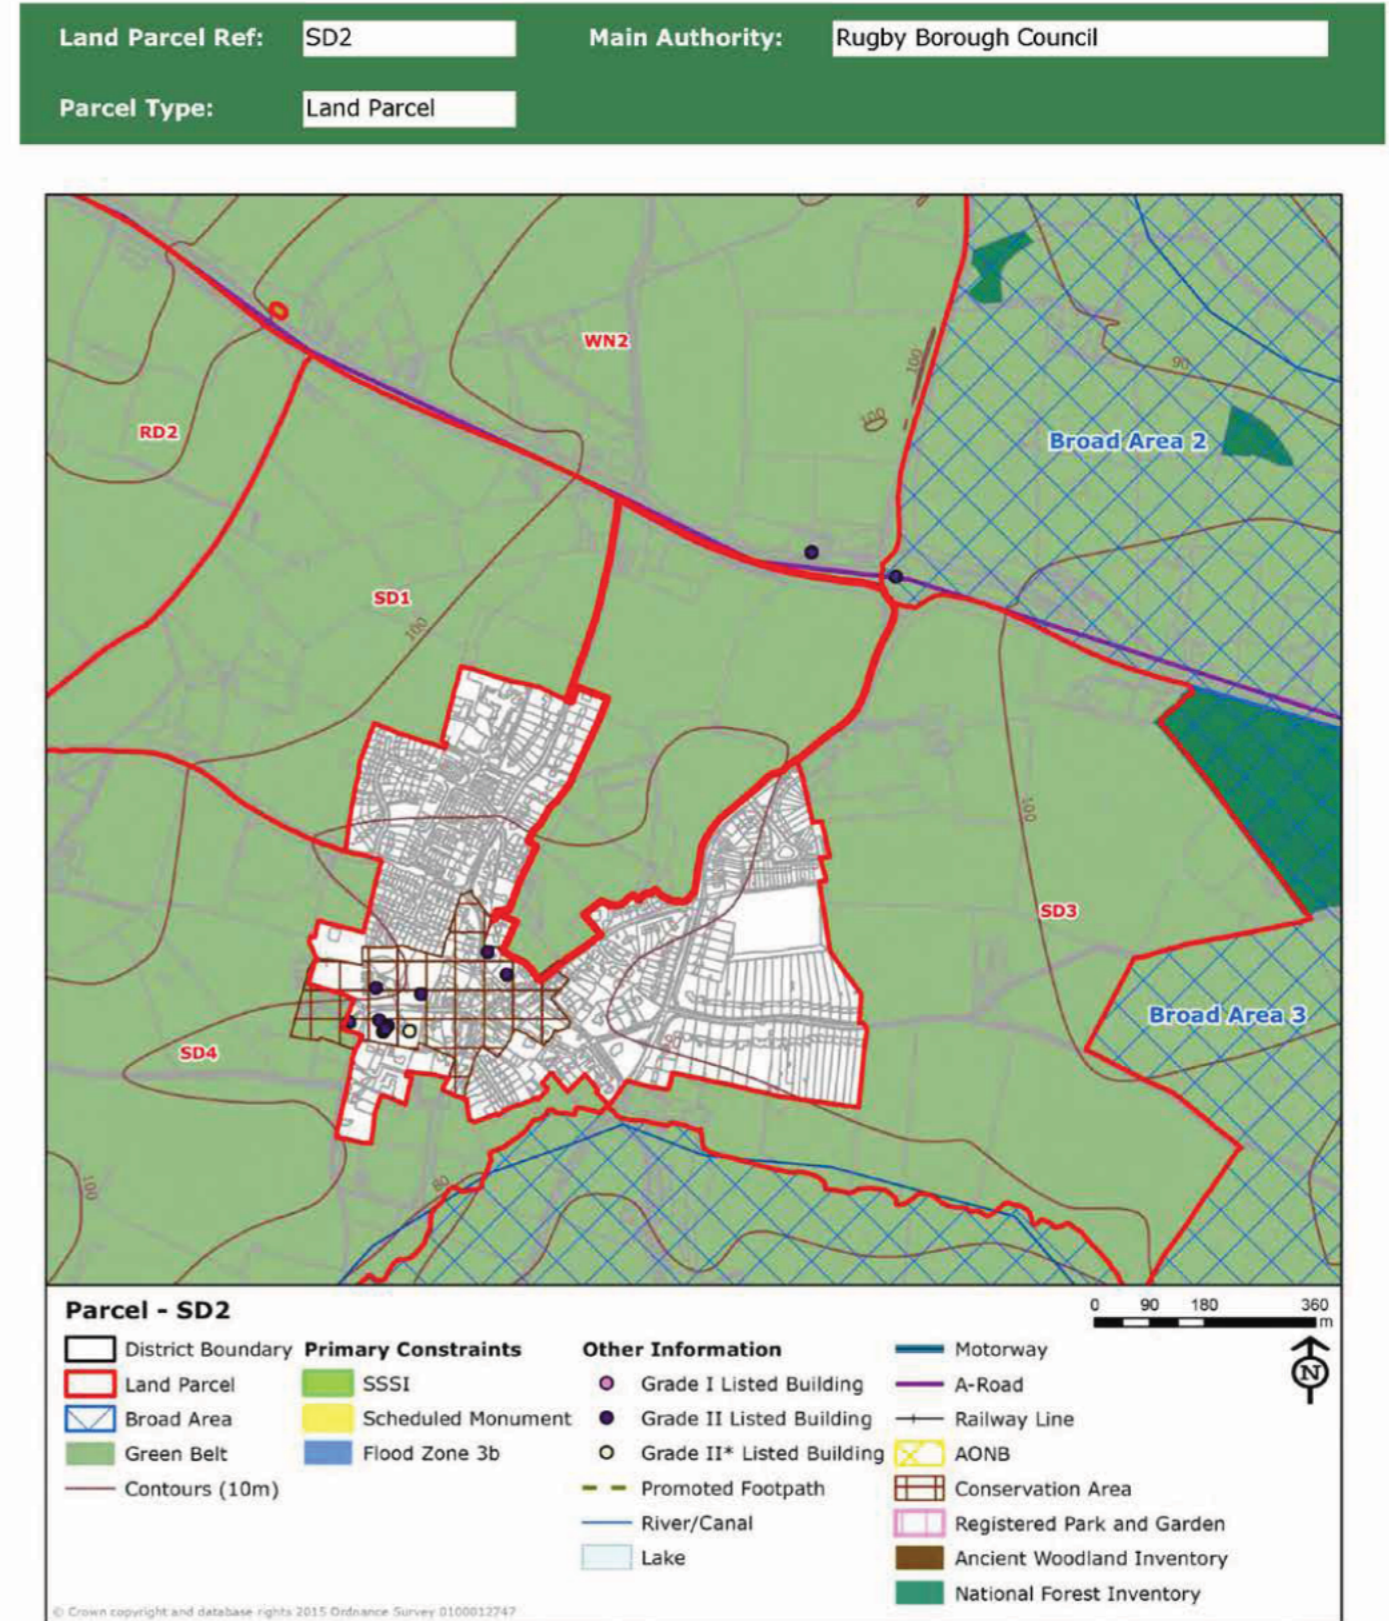 Land Parcel Ref: SD2 Main Authority: Rugby Borough Council
Parcel Type: Land Parcel
WN2
100
90
RD2
100
Broad Area 2
SD1
100
100
SD3
Broad Area 3
90
SD4
100
80
Parcel - SD2
0 90 180 360
m
District Boundary Primary Constraints Other Information Motorway
Land Parcel SSSI Grade I Listed Building A-Road
Broad Area Scheduled Monument Grade II Listed Building Railway Line
Green Belt Flood Zone 3b Grade II* Listed Building AONB
Contours (10m) Promoted Footpath Conservation Area
River/Canal Registered Park and Garden
Lake Ancient Woodland Inventory
National Forest Inventory
N
© Crown copyright and database rights 2015 Ordnance Survey 0100012747